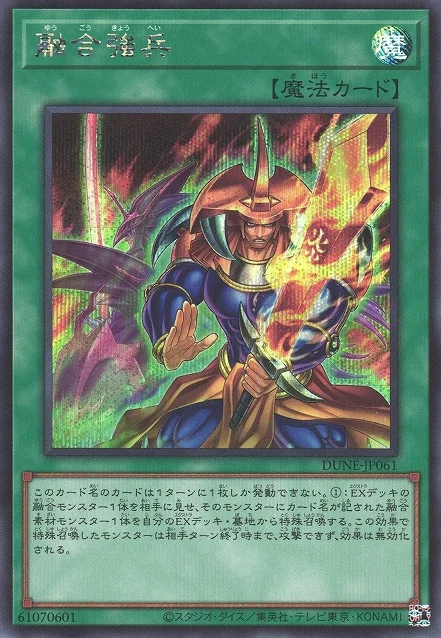 融合強兵
【魔法カード】
魔
DUNE-JP061
このカード名のカードは1ターンに1枚しか発動できない。①：EXデッキの
融合モンスター1体を相手に見せ、そのモンスターにカード名が記された融合
素材モンスター1体を自分のEXデッキ・墓地から特殊召喚する。この効果で
特殊召喚したモンスターは相手ターン終了時まで、攻撃できず、効果は無効化
される。
61070601
©スタジオ・ダイス／集英社・テレビ東京・KONAMI